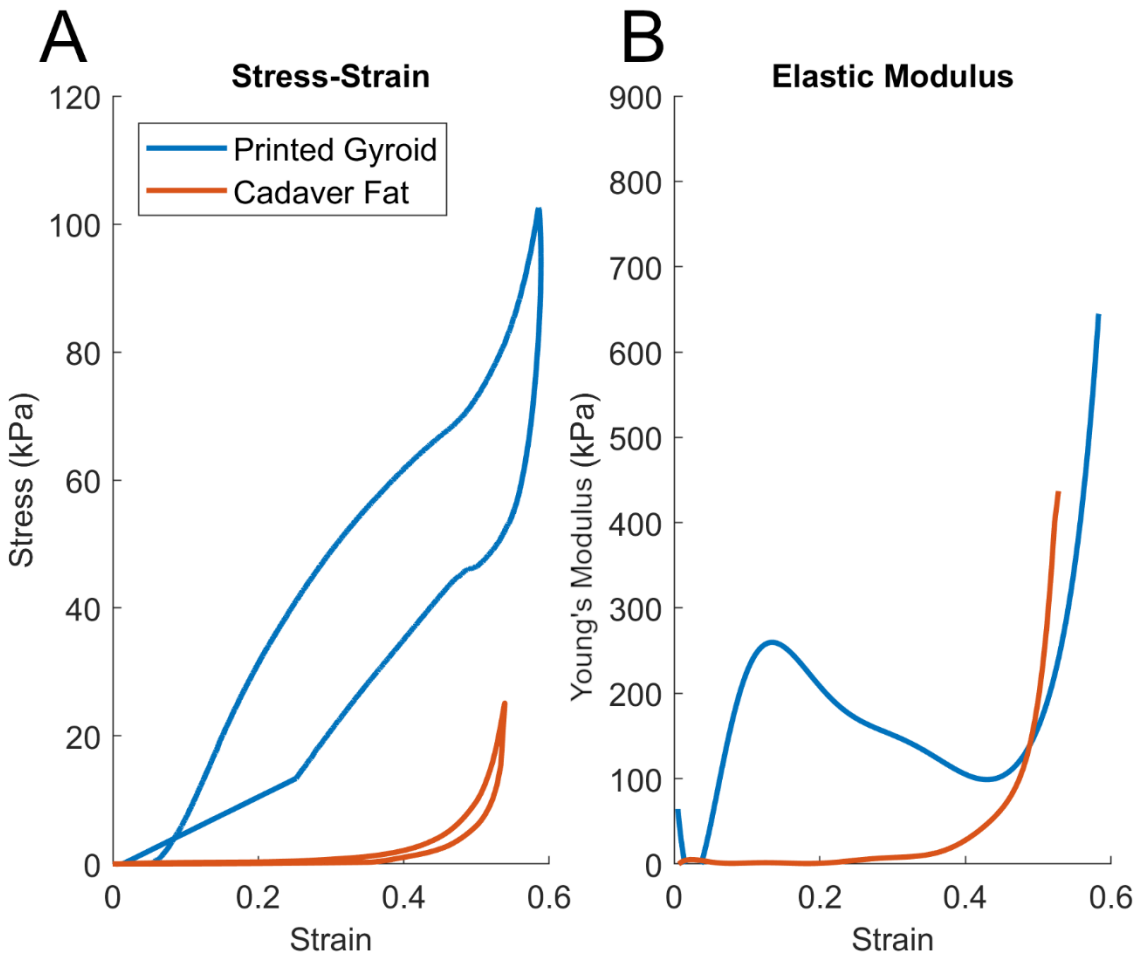 A
Stress-Strain
120
100
80
60
40
20
0
Stress (kPa)
Printed Gyroid
Cadaver Fat
0
0.2
0.4
0.6
Strain
B
Elastic Modulus
900
800
700
600
500
400
300
200
100
0
Young's Modulus (kPa)
0
0.2
0.4
0.6
Strain